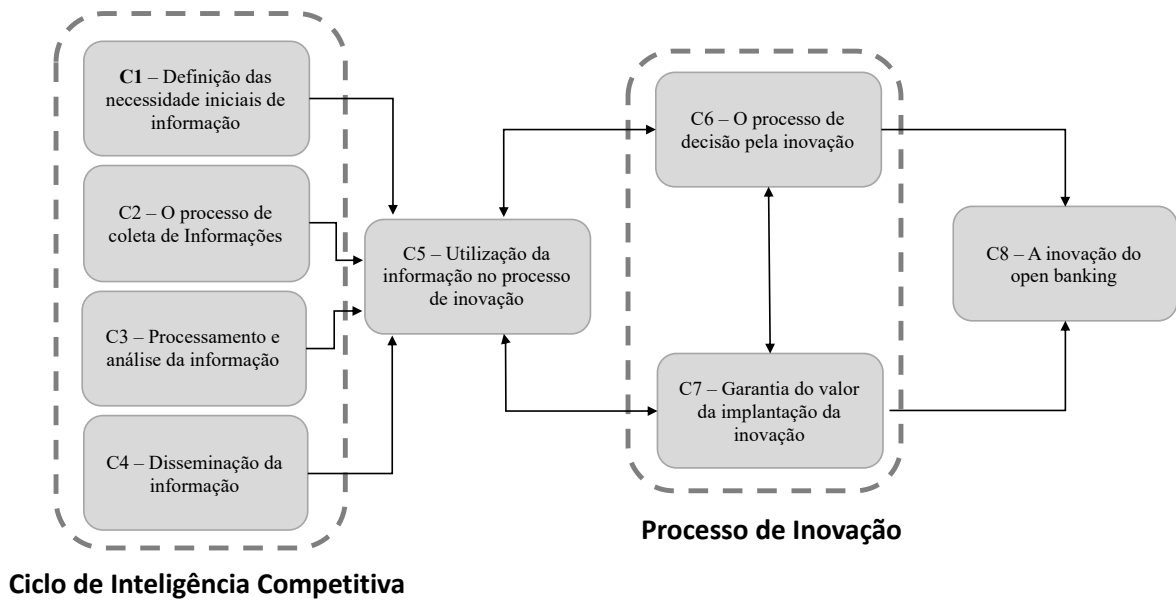 C1 – Definição das
necessidade iniciais de
informação
C2 – O processo de
coleta de Informações
C3 – Processamento e
análise da informação
C4 – Disseminação da
informação
Ciclo de Inteligência Competitiva
C5 – Utilização da
informação no processo
de inovação
C6 – O processo de
decisão pela inovação
C7 – Garantia do valor
da implantação da
inovação
Processo de Inovação
C8 – A inovação do
open banking